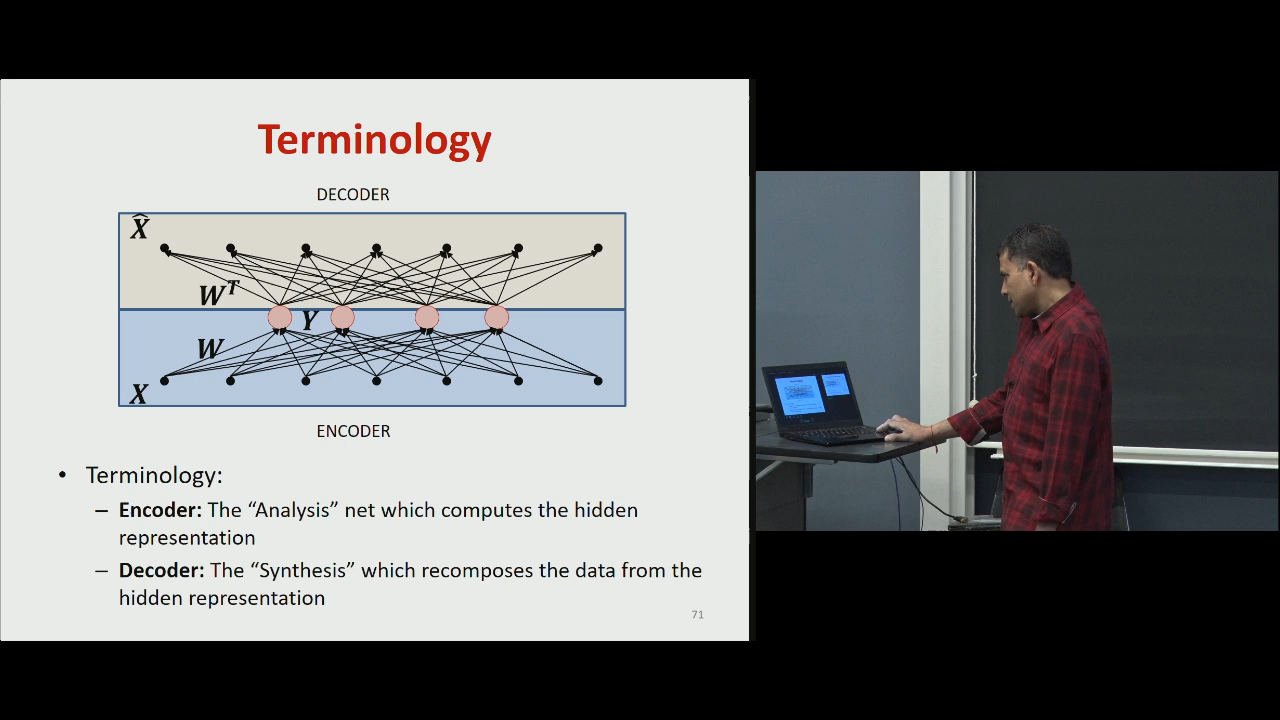 Terminology
DECODER
X̂
Wᵀ
Y
W
X
ENCODER
• Terminology:
– Encoder: The “Analysis” net which computes the hidden
representation
– Decoder: The “Synthesis” which recomposes the data from the
hidden representation
71